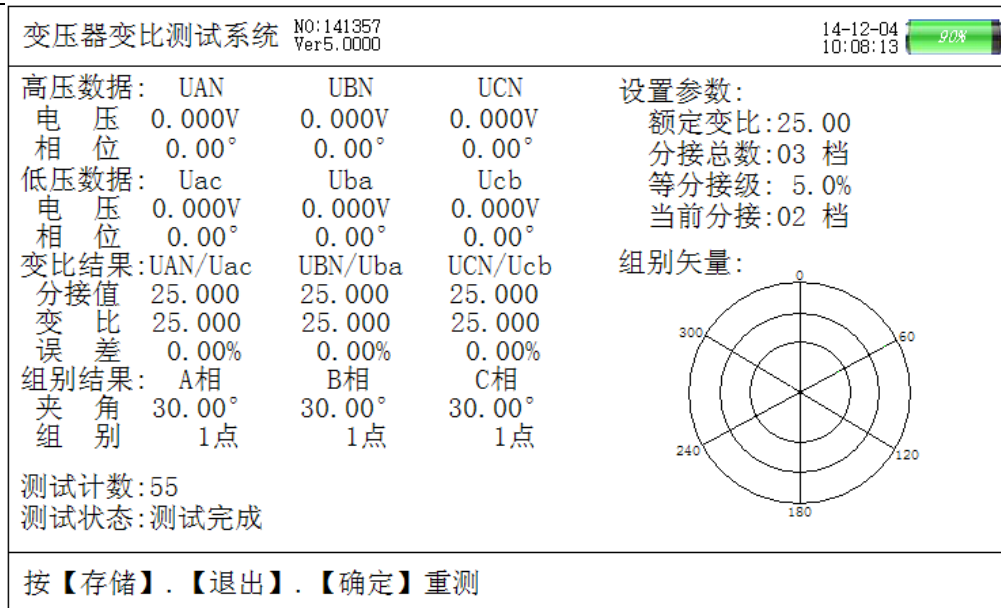 变压器变比测试系统 NO:141357
Ver5.0000
14-12-04
10:08:13
90%
高压数据: UAN UBN UCN
电 压 0.000V 0.000V 0.000V
相 位 0.00° 0.00° 0.00°
低压数据: Uac Uba Ucb
电 压 0.000V 0.000V 0.000V
相 位 0.00° 0.00° 0.00°
变比结果:UAN/Uac UBN/Uba UCN/Ucb
分接值 25.000 25.000 25.000
变 比 25.000 25.000 25.000
误 差 0.00% 0.00% 0.00%
组别结果: A相 B相 C相
夹 角 30.00° 30.00° 30.00°
组 别 1点 1点 1点
测试计数:55
测试状态:测试完成
设置参数:
额定变比:25.00
分接总数:03 档
等分接级: 5.0%
当前分接:02 档
组别矢量:
0
60
120
180
240
300
按【存储】.【退出】.【确定】重测